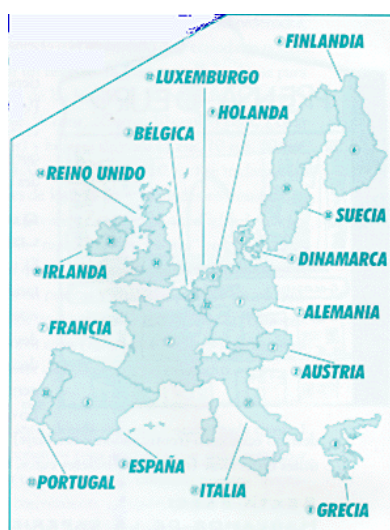 FINLANDIA
LUXEMBURGO
HOLANDA
BÉLGICA
REINO UNIDO
SUECIA
DINAMARCA
IRLANDA
ALEMANIA
FRANCIA
AUSTRIA
ESPAÑA
PORTUGAL
ITALIA
GRECIA